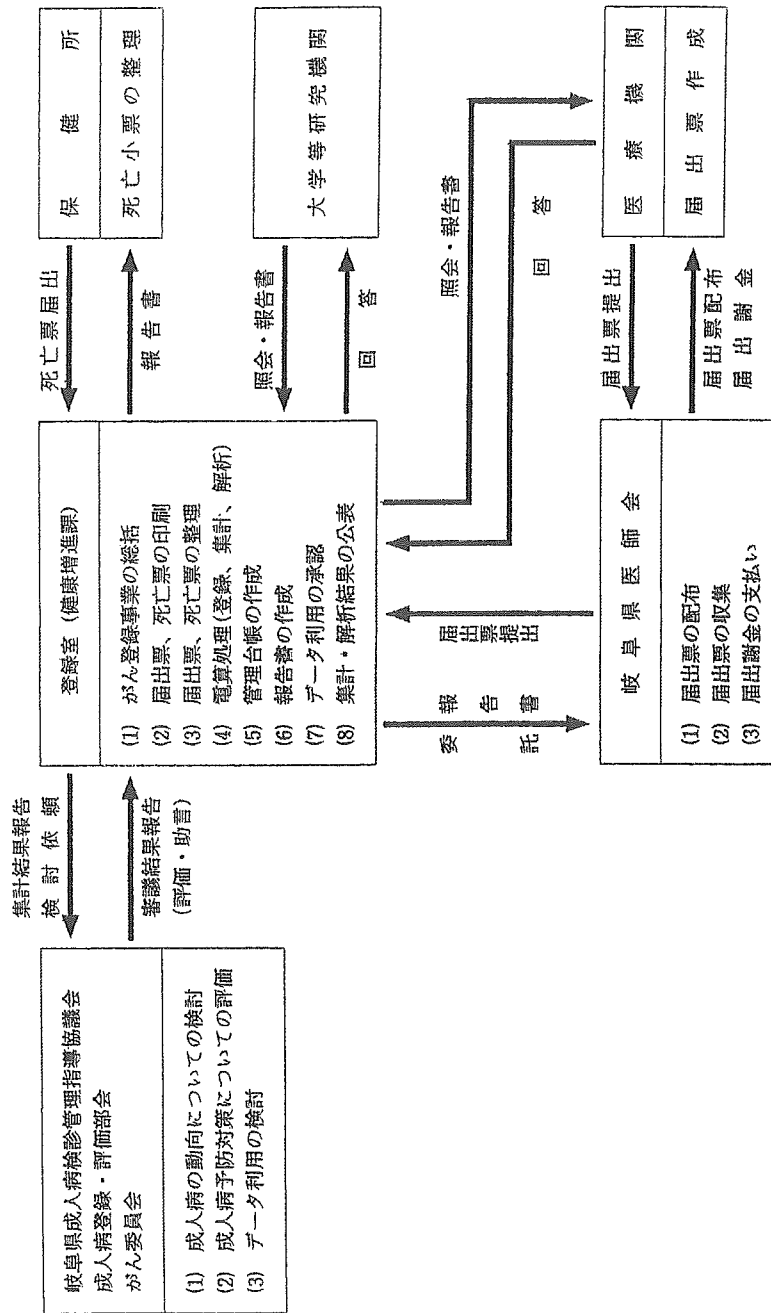 岐阜県成人病検診管理指導協議会
成人病登録・評価部会
がん委員会
(1) 成人病の動向についての検討
(2) 成人病予防対策についての評価
(3) データ利用の検討
集計結果報告
検討依頼
審議結果報告
(評価・助言)
登録室 (健康増進課)
(1) がん登録事業の総括
(2) 届出票、死亡票の印刷
(3) 届出票、死亡票の整理
(4) 電算処理(登録、集計、解析)
(5) 管理台帳の作成
(6) 報告書の作成
(7) データ利用の承認
(8) 集計・解析結果の公表
死亡票届出
報告書
保健所
死亡小票の整理
照会・報告書
回答
大学等研究機関
照会・報告書
回答
委託
報告書
届出票提出
岐阜県医師会
(1) 届出票の配布
(2) 届出票の収集
(3) 届出謝金の支払い
届出票提出
届出票配布
届出謝金
医療機関
届出票作成